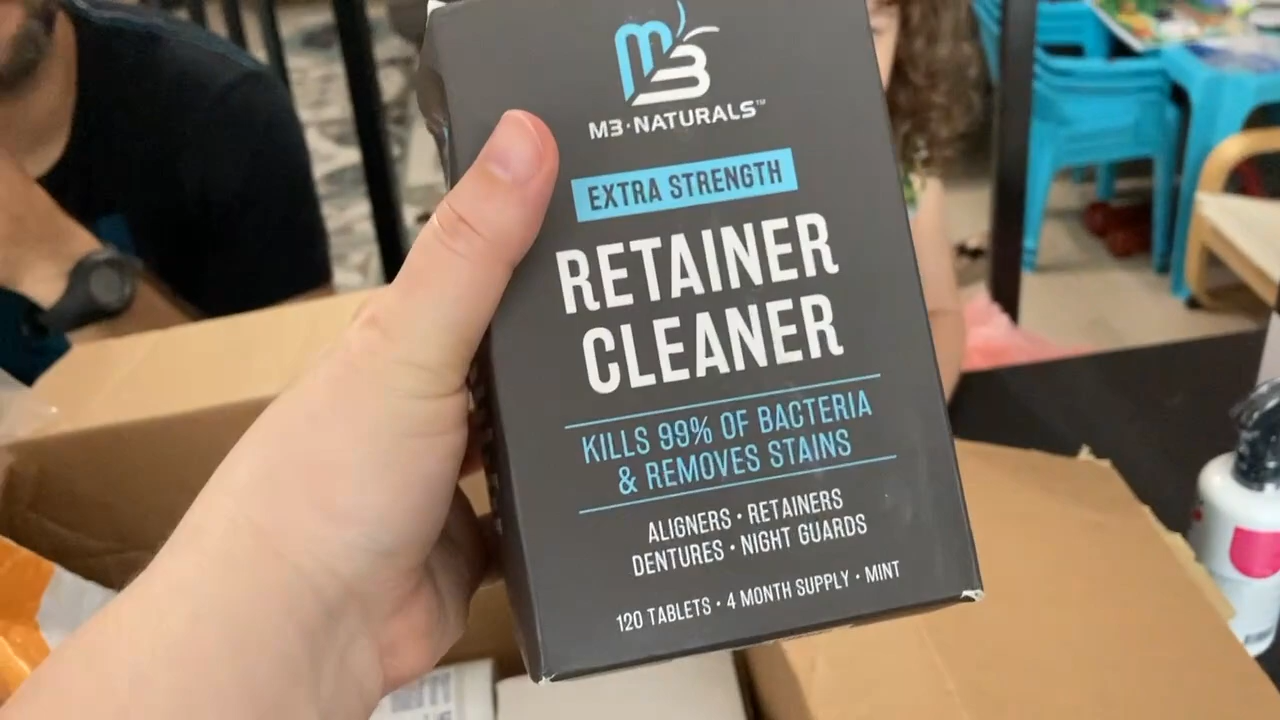 M3
M3·NATURALS™
EXTRA STRENGTH
RETAINER
CLEANER
KILLS 99% OF BACTERIA
& REMOVES STAINS
ALIGNERS · RETAINERS
DENTURES · NIGHT GUARDS
120 TABLETS · 4 MONTH SUPPLY · MINT